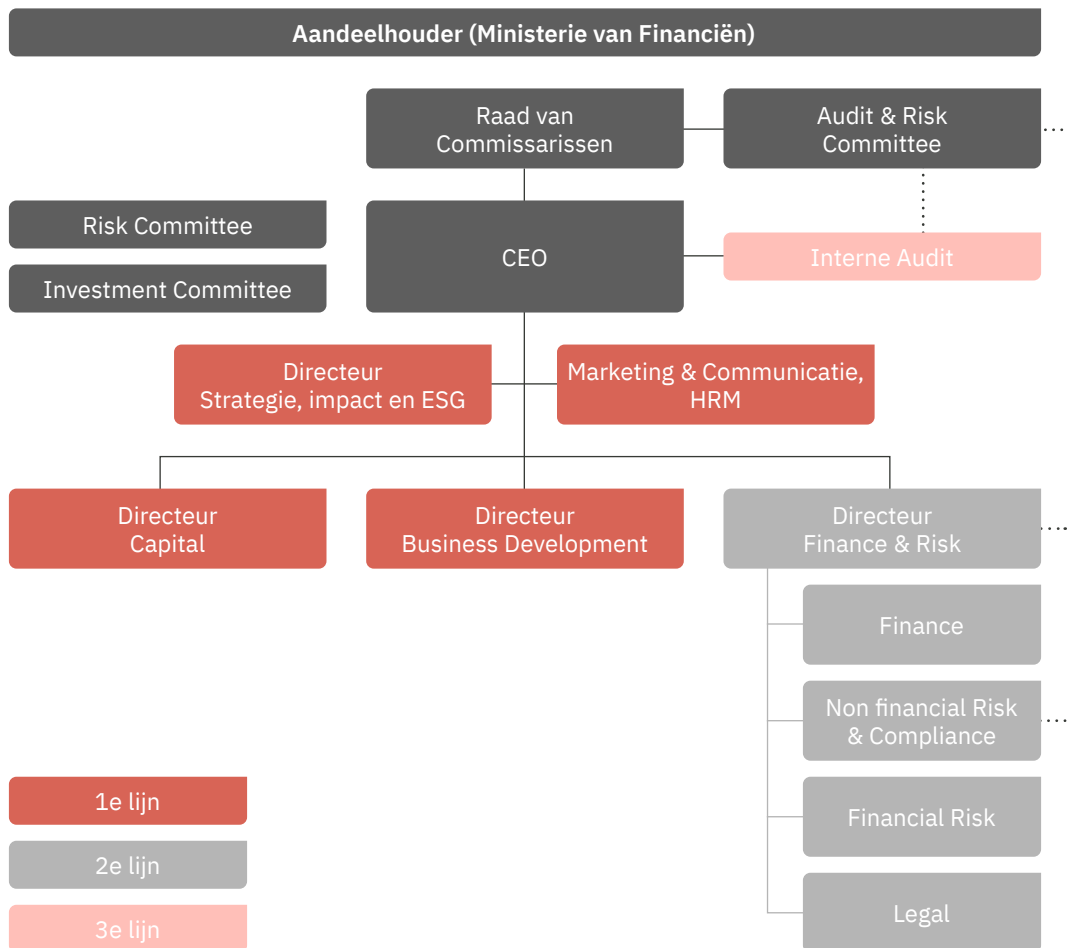 Aandeelhouder (Ministerie van Financiën)
Raad van
Commissarissen
Audit & Risk
Committee
Risk Committee
Investment Committee
CEO
Interne Audit
Directeur
Strategie, impact en ESG
Marketing & Communicatie,
HRM
Directeur
Capital
Directeur
Business Development
Directeur
Finance & Risk
Finance
Non financial Risk
& Compliance
Financial Risk
Legal
1e lijn
2e lijn
3e lijn